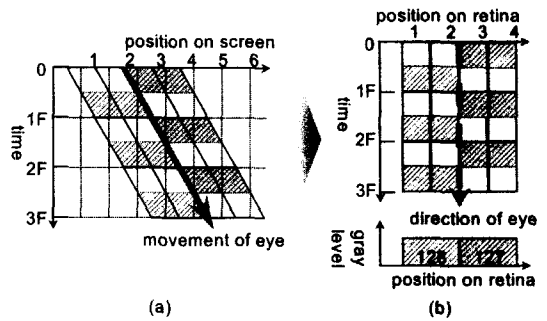 position on screen
1 2 3 4 5 6
0
1F
2F
3F
time
movement of eye
(a)
position on retina
1 2 3 4
0
1F
2F
3F
time
direction of eye
gray level
128 127
position on retina
(b)